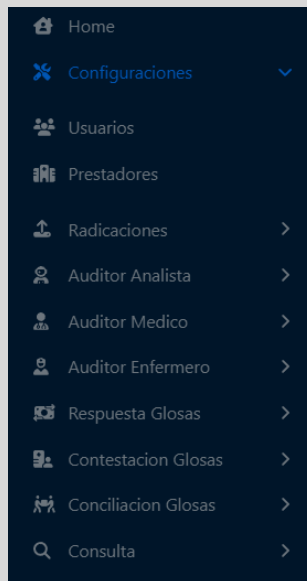 Home
Configuraciones
Usuarios
Prestadores
Radicaciones
Auditor Analista
Auditor Medico
Auditor Enfermero
Respuesta Glosas
Contestacion Glosas
Conciliacion Glosas
Consulta